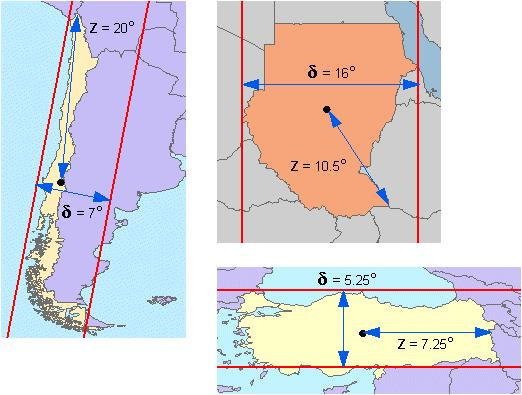 Z = 20°
δ = 7°
δ = 16°
Z = 10.5°
δ = 5.25°
Z = 7.25°